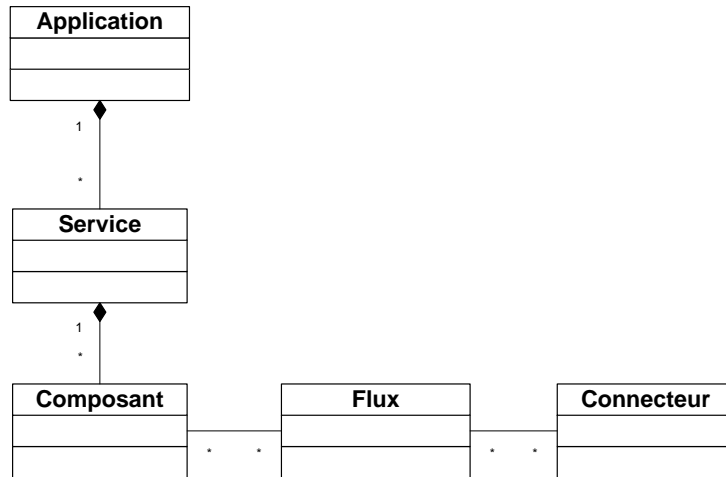 Application
1
*
Service
1
*
Composant Flux Connecteur
* * * *